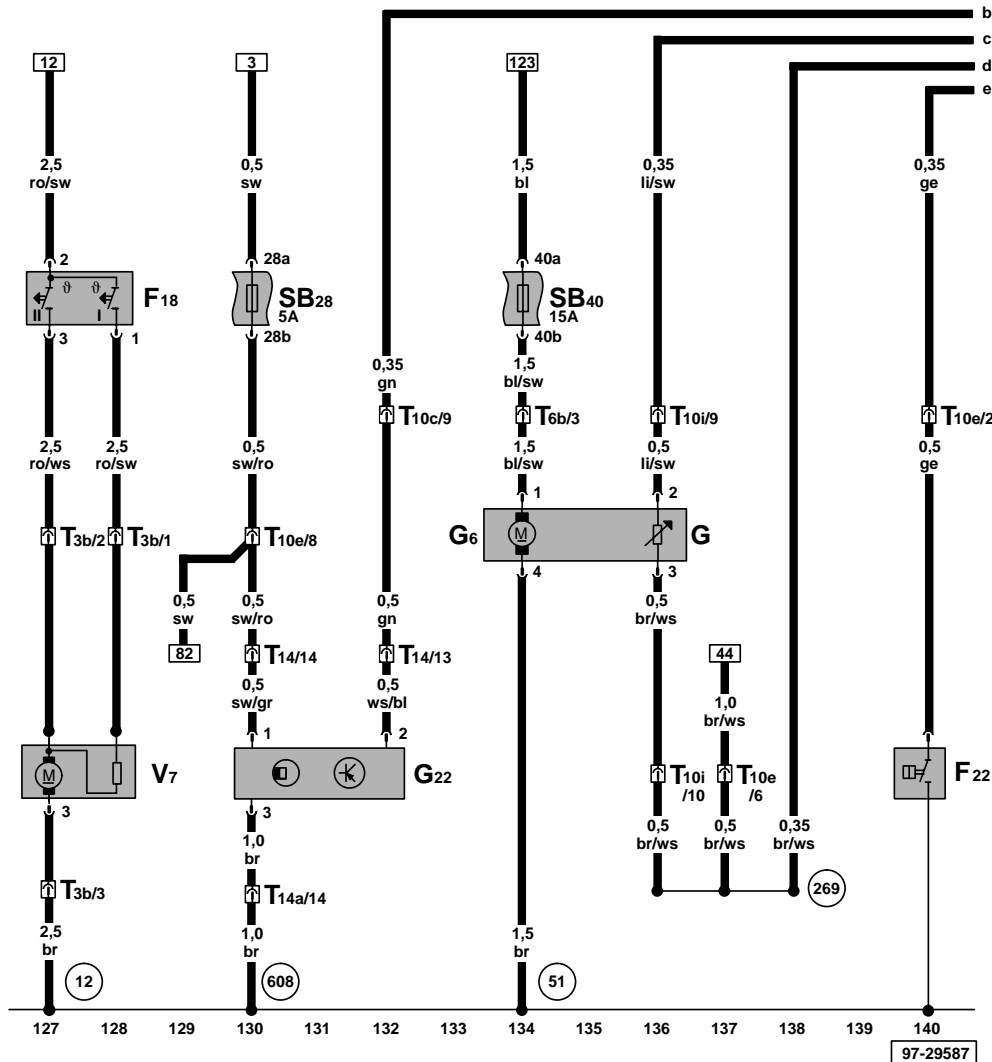 b
c
12 3 123 d
e
2,5 0,5 1,5 0,35 0,35
ro/sw sw bl li/sw ge
2 28a 40a
ϑ ϑ F18 SB28 SB40
II I 5A 15A
3 1 28b 40b
0,35 1,5
gn bl/sw
T10c/9 T6b/3 T10i/9 T10e/2
2,5 2,5 0,5 1,5 0,5 0,5
ro/ws ro/sw sw/ro bl/sw li/sw ge
1 2
T3b/2 T3b/1 T10e/8 G6 M G
4 3
0,5 0,5 0,5 0,5
sw sw/ro gn br/ws
82 T14/14 T14/13 44
0,5 0,5 1,0
sw/gr ws/bl br/ws
1 2
M V7 G22 T10i/10 T10e/6 F22
3 3
1,0 0,5 0,5 0,35
br br/ws br/ws br/ws
T3b/3 T14a/14 269
2,5 1,0 1,5
br br br
12 608 51
127 128 129 130 131 132 133 134 135 136 137 138 139 140
97-29587